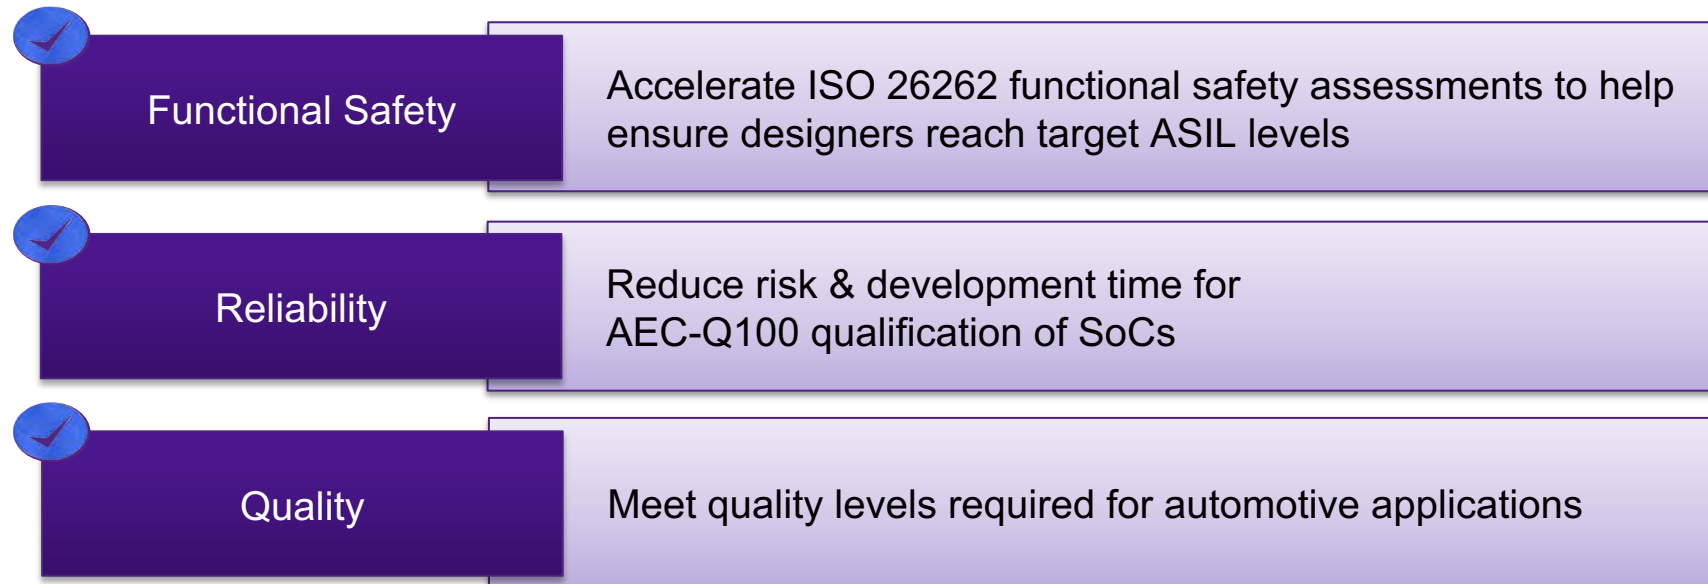 Functional Safety
Accelerate ISO 26262 functional safety assessments to help
ensure designers reach target ASIL levels
Reliability
Reduce risk & development time for
AEC-Q100 qualification of SoCs
Quality
Meet quality levels required for automotive applications